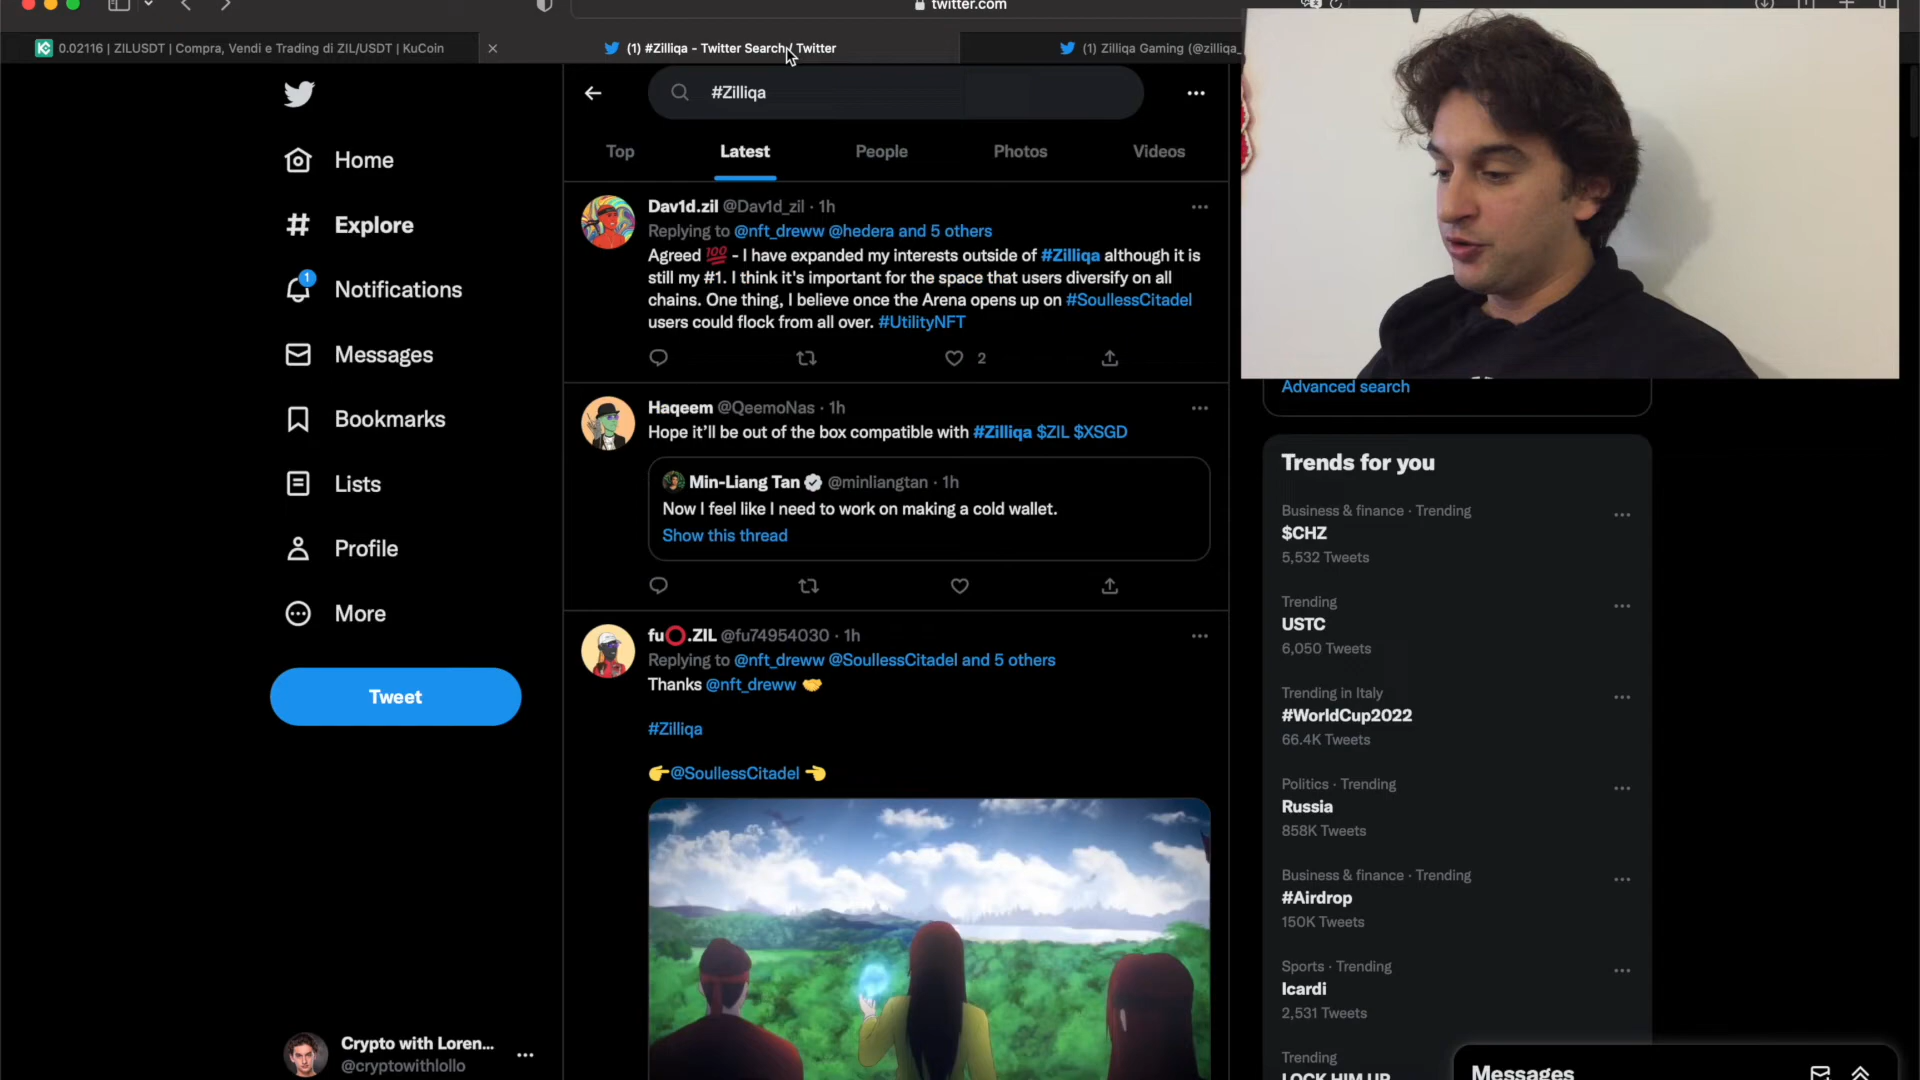 twitter.com
0.02116 | ZILUSDT | Compra, Vendi e Trading di ZIL/USDT | KuCoin
(1) #Zilliqa - Twitter Search / Twitter
(1) Zilliqa Gaming (@zilliqa_
#Zilliqa
Top
Latest
People
Photos
Videos
Home
Explore
1
Notifications
Messages
Bookmarks
Lists
Profile
More
Tweet
Crypto with Loren...
@cryptowithlollo
Dav1d.zil @Dav1d_zil · 1h
Replying to @nft_dreww @hedera and 5 others
Agreed 💯 - I have expanded my interests outside of #Zilliqa although it is
still my #1. I think it's important for the space that users diversify on all
chains. One thing, I believe once the Arena opens up on #SoullessCitadel
users could flock from all over. #UtilityNFT
2
Haqeem @QeemoNas · 1h
Hope it'll be out of the box compatible with #Zilliqa $ZIL $XSGD
Min-Liang Tan @minliangtan · 1h
Now I feel like I need to work on making a cold wallet.
Show this thread
fu⭕.ZIL @fu74954030 · 1h
Replying to @nft_dreww @SoullessCitadel and 5 others
Thanks @nft_dreww 🤝
#Zilliqa
👉@SoullessCitadel 👈
Advanced search
Trends for you
Business & finance · Trending
$CHZ
5,532 Tweets
Trending
USTC
6,050 Tweets
Trending in Italy
#WorldCup2022
66.4K Tweets
Politics · Trending
Russia
858K Tweets
Business & finance · Trending
#Airdrop
150K Tweets
Sports · Trending
Icardi
2,531 Tweets
Trending
LOCK HIM UP
Messages